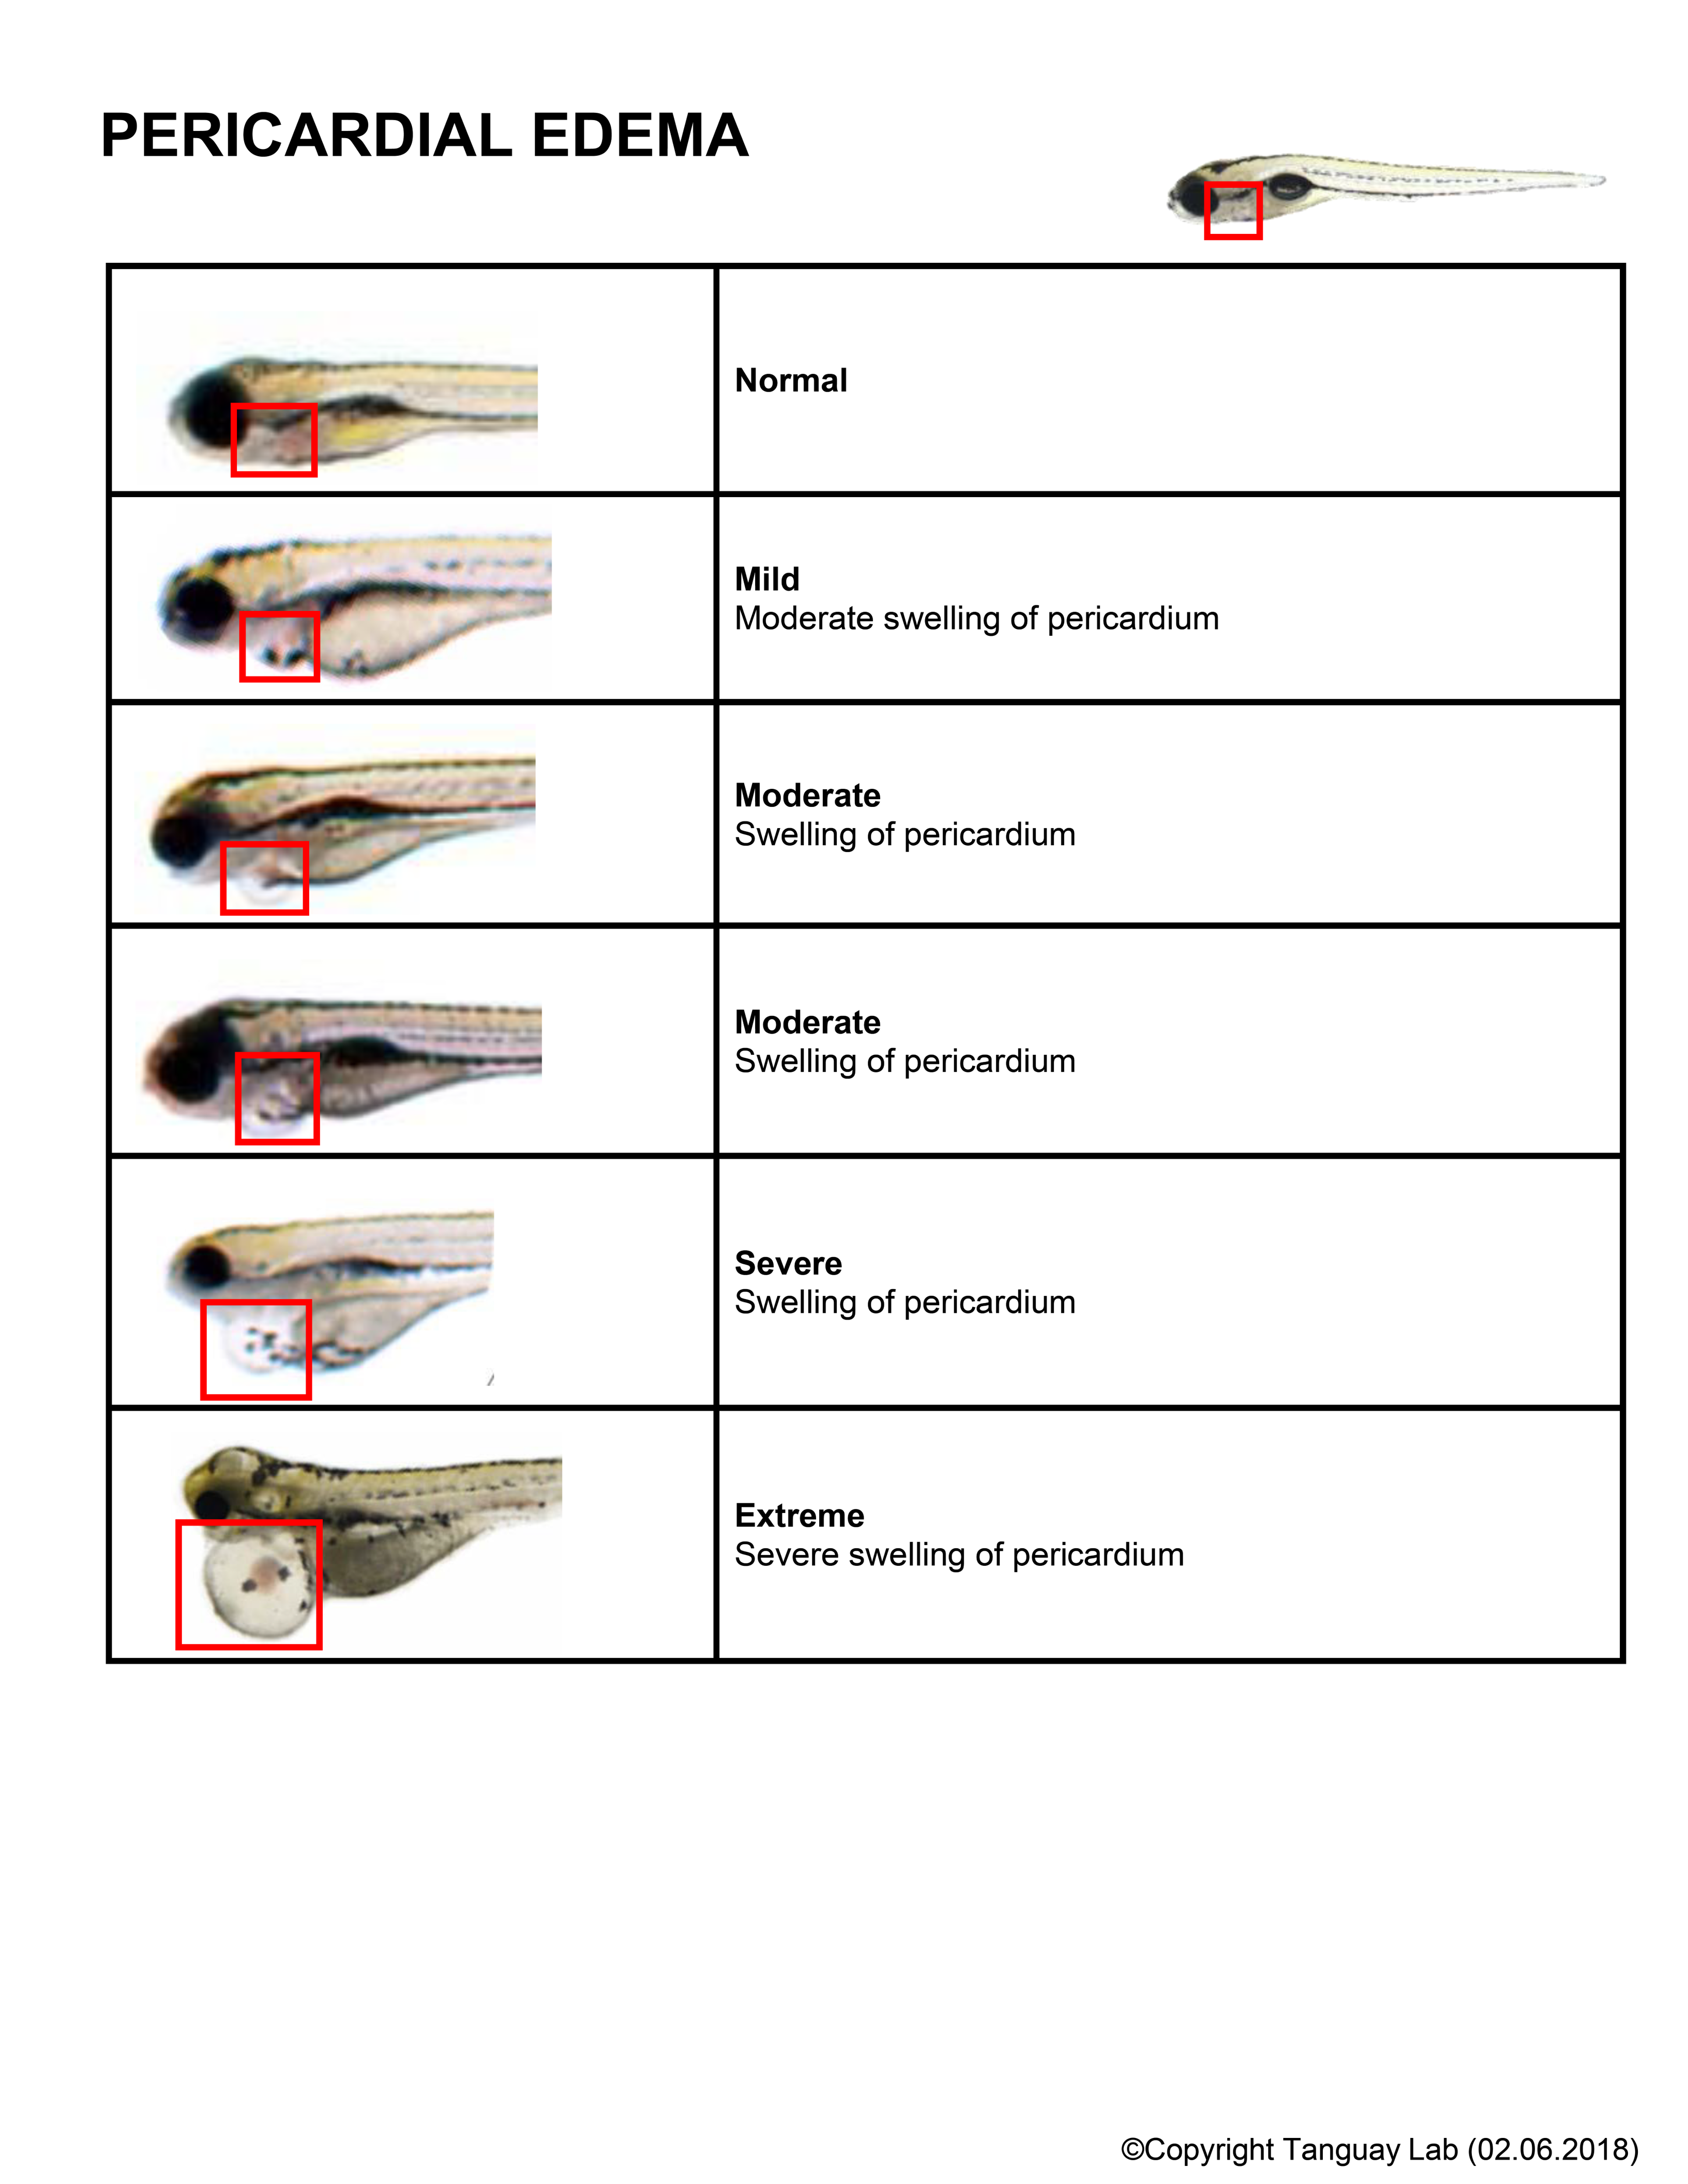 PERICARDIAL EDEMA
Normal
Mild
Moderate swelling of pericardium
Moderate
Swelling of pericardium
Moderate
Swelling of pericardium
Severe
Swelling of pericardium
Extreme
Severe swelling of pericardium
©Copyright Tanguay Lab (02.06.2018)